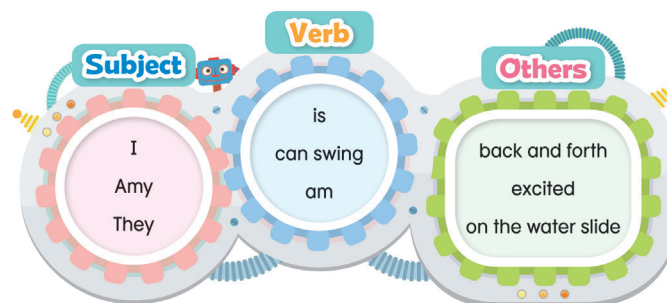 Subject
I
Amy
They
Verb
is
can swing
am
Others
back and forth
excited
on the water slide